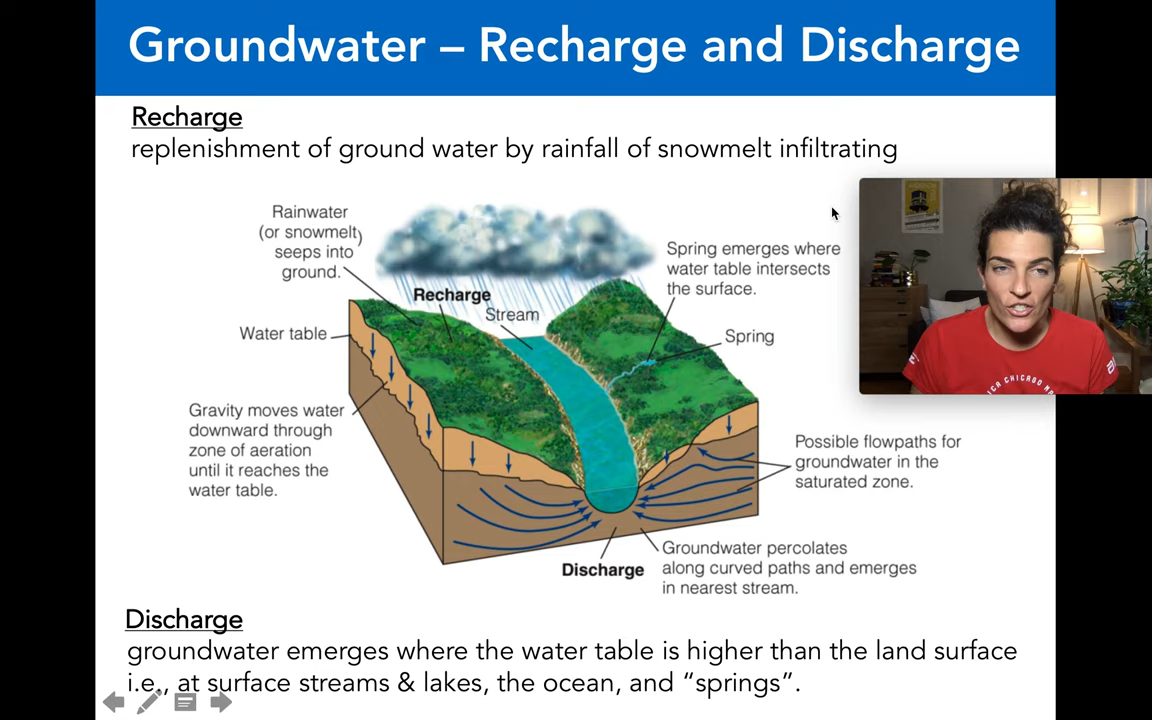 Groundwater – Recharge and Discharge
Recharge
replenishment of ground water by rainfall of snowmelt infiltrating
Rainwater
(or snowmelt)
seeps into
ground.
Recharge
Stream
Spring emerges where
water table intersects
the surface.
Water table
Spring
Gravity moves water
downward through
zone of aeration
until it reaches the
water table.
Possible flowpaths for
groundwater in the
saturated zone.
Discharge
Groundwater percolates
along curved paths and emerges
in nearest stream.
Discharge
groundwater emerges where the water table is higher than the land surface
i.e., at surface streams & lakes, the ocean, and “springs”.
CHICAGO